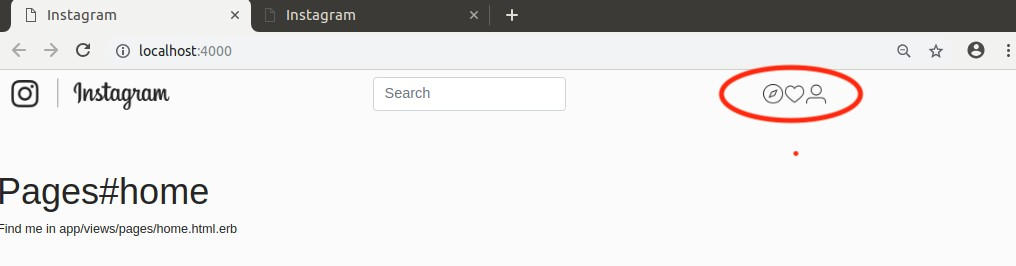 Instagram
Instagram
localhost:4000
Instagram
Search
Pages#home
Find me in app/views/pages/home.html.erb